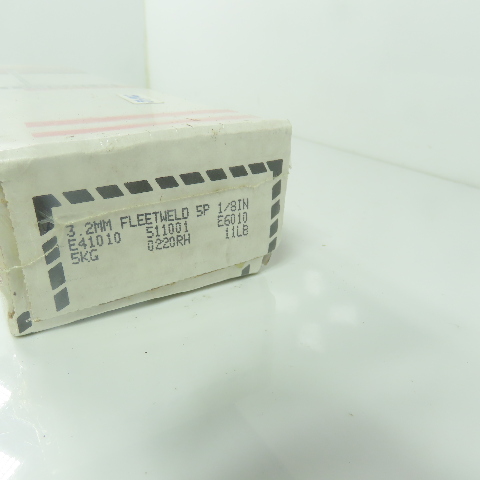 3.2MM FLEETWELD 5P 1/8IN
E41010 511001 E6010
5KG 0220RH 11LB